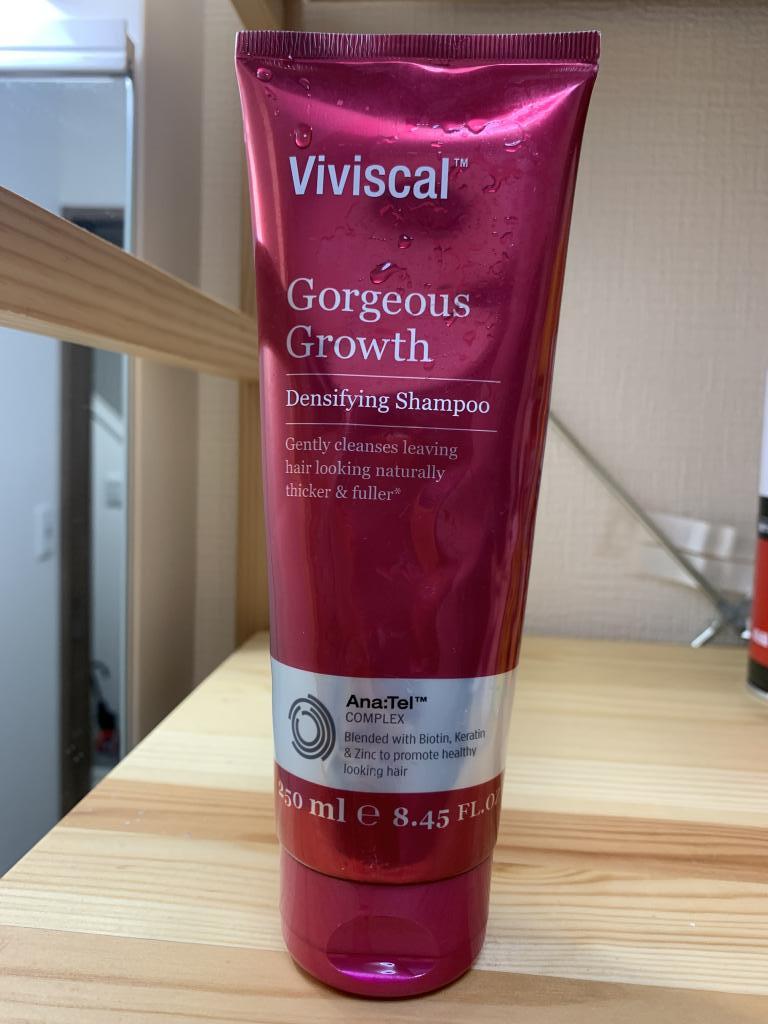 Viviscal™
Gorgeous
Growth
Densifying Shampoo
Gently cleanses leaving
hair looking naturally
thicker & fuller*
Ana:Tel™
COMPLEX
Blended with Biotin, Keratin
& Zinc to promote healthy
looking hair
250 ml e 8.45 FL.OZ